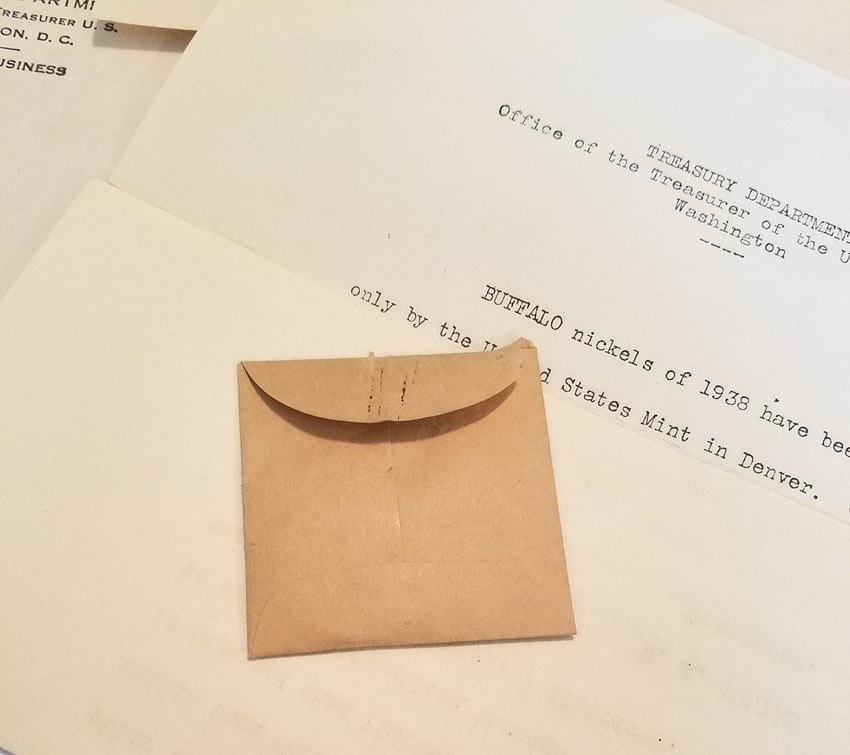 TREASURER U. S.
ON, D. C.
USINESS
TREASURY DEPARTMEN
Office of the Treasurer of the U
Washington
----
BUFFALO nickels of 1938 have bee
only by the U d States Mint in Denver.